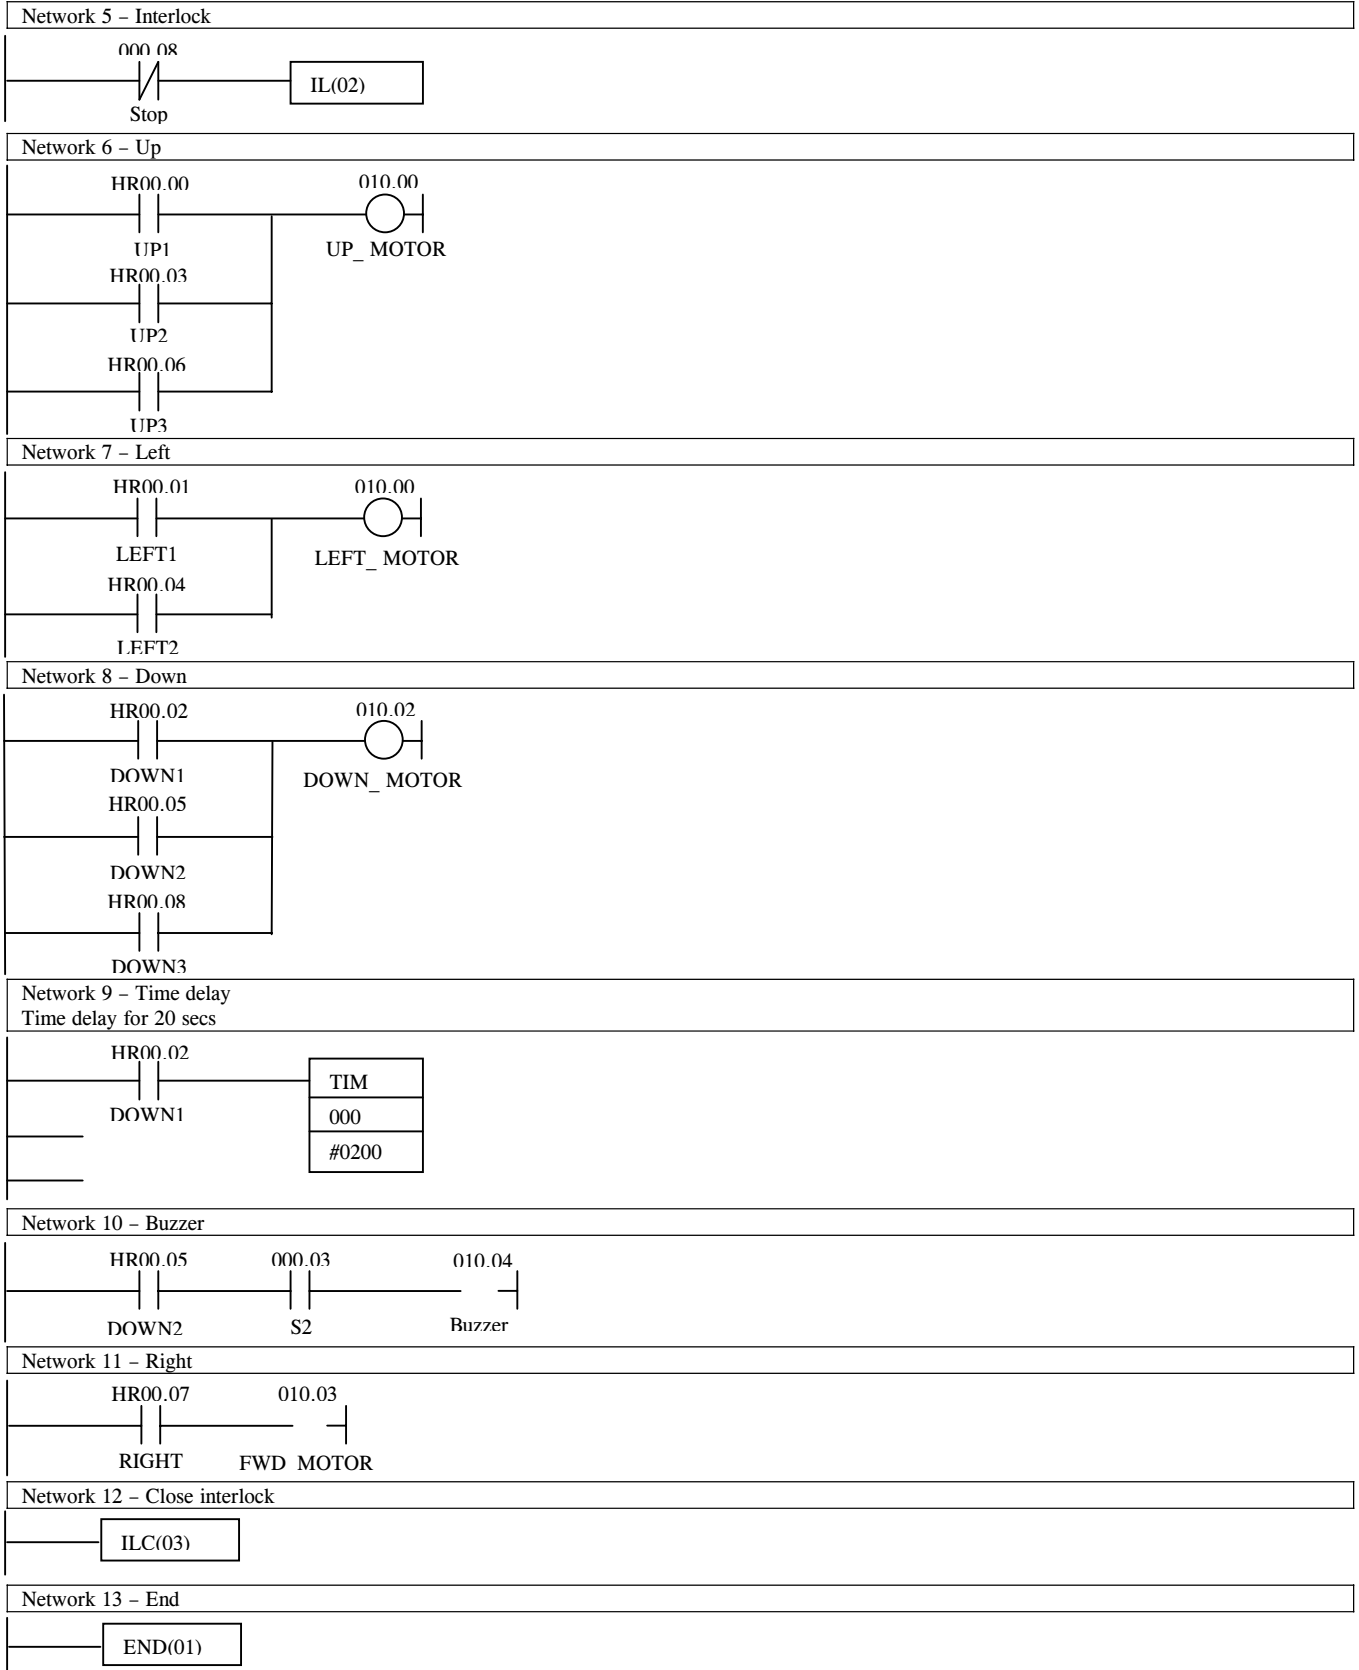 Network 5 – Interlock
000.08
IL(02)
Stop
Network 6 – Up
HR00.00 010.00
UP1 UP_ MOTOR
HR00.03
UP2
HR00.06
UP3
Network 7 – Left
HR00.01 010.00
LEFT1 LEFT_ MOTOR
HR00.04
LEFT2
Network 8 – Down
HR00.02 010.02
DOWN1 DOWN_ MOTOR
HR00.05
DOWN2
HR00.08
DOWN3
Network 9 – Time delay
Time delay for 20 secs
HR00.02
TIM
DOWN1 000
#0200
Network 10 – Buzzer
HR00.05 000.03 010.04
DOWN2 S2 Buzzer
Network 11 – Right
HR00.07 010.03
RIGHT FWD MOTOR
Network 12 – Close interlock
ILC(03)
Network 13 – End
END(01)